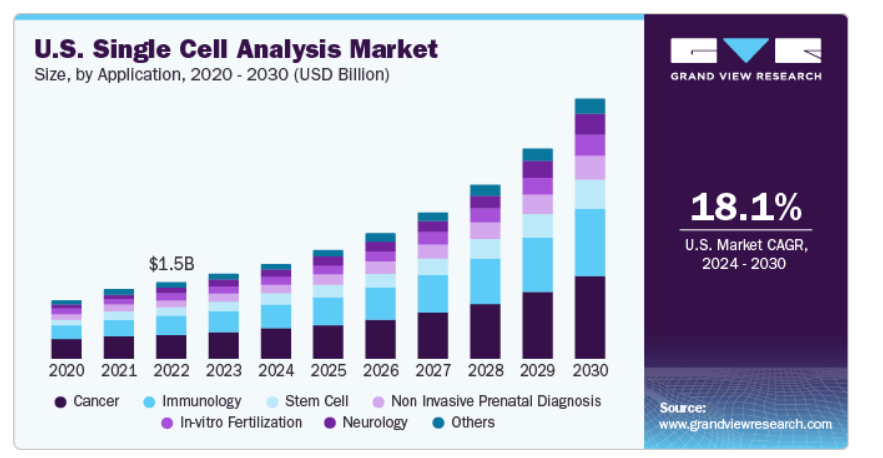 U.S. Single Cell Analysis Market
Size, by Application, 2020 - 2030 (USD Billion)
$1.5B
2020 2021 2022 2023 2024 2025 2026 2027 2028 2029 2030
Cancer Immunology Stem Cell Non Invasive Prenatal Diagnosis
In-vitro Fertilization Neurology Others
GRAND VIEW RESEARCH
18.1%
U.S. Market CAGR,
2024 - 2030
Source:
www.grandviewresearch.com